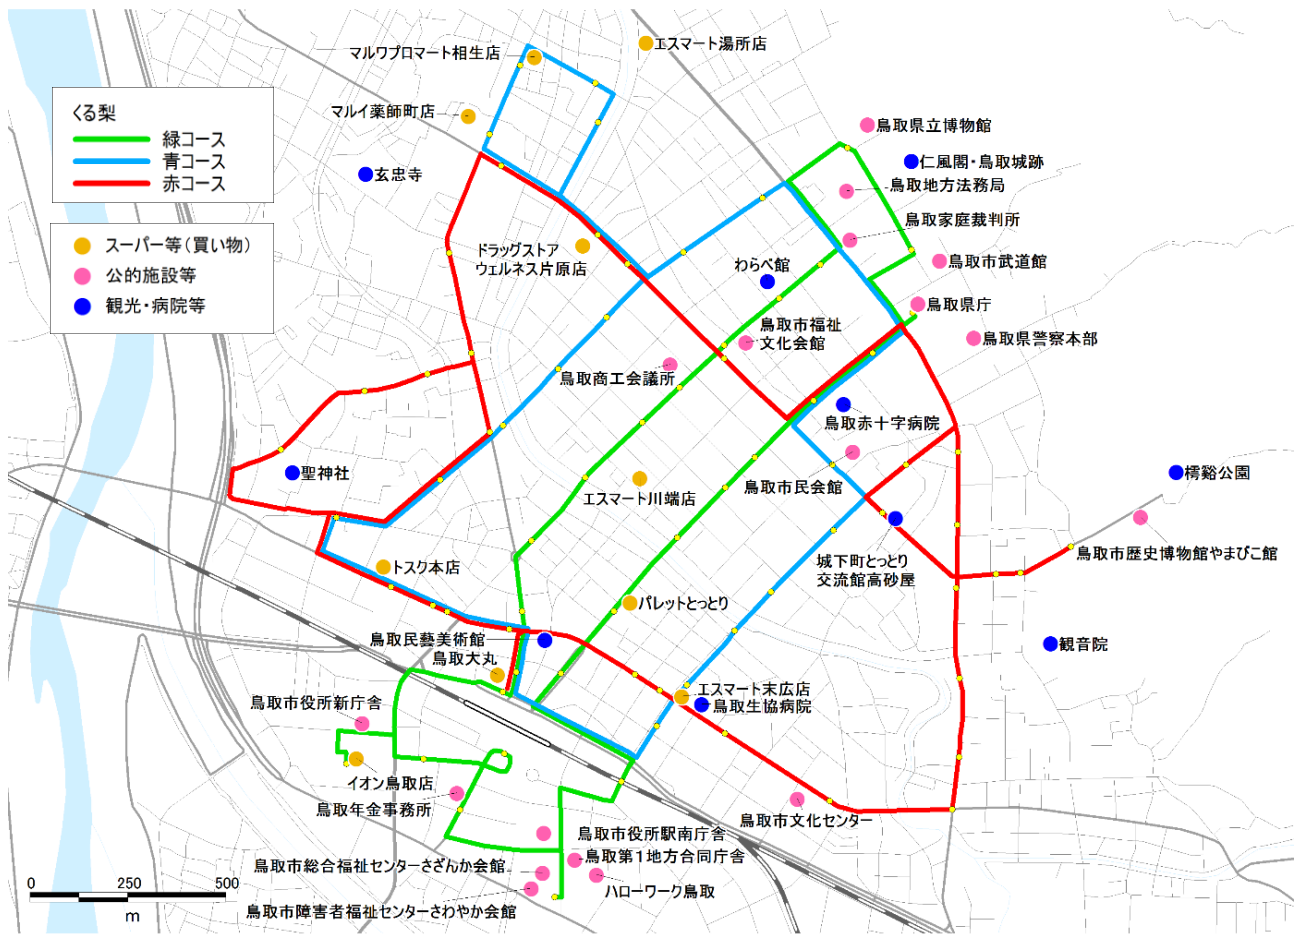 マルワプロマート相生店
エスマート湯所店
くる梨
緑コース
青コース
赤コース
マルイ薬師町店
鳥取県立博物館
玄忠寺
仁風閣・鳥取城跡
鳥取地方法務局
鳥取家庭裁判所
スーパー等(買い物)
公的施設等
観光・病院等
ドラッグストア
ウェルネス片原店
わらべ館
鳥取市武道館
鳥取県庁
鳥取市福祉
文化会館
鳥取県警察本部
鳥取商工会議所
鳥取赤十字病院
聖神社
エスマート川端店
鳥取市民会館
樗谿公園
城下町とっとり
交流館高砂屋
鳥取市歴史博物館やまびこ館
トスク本店
パレットとっとり
鳥取民藝美術館
観音院
鳥取大丸
エスマート末広店
鳥取生協病院
鳥取市役所新庁舎
イオン鳥取店
鳥取年金事務所
鳥取市文化センター
鳥取市役所駅南庁舎
鳥取第1地方合同庁舎
鳥取市総合福祉センターさざんか会館
ハローワーク鳥取
鳥取市障害者福祉センターさわやか会館
0 250 500
m